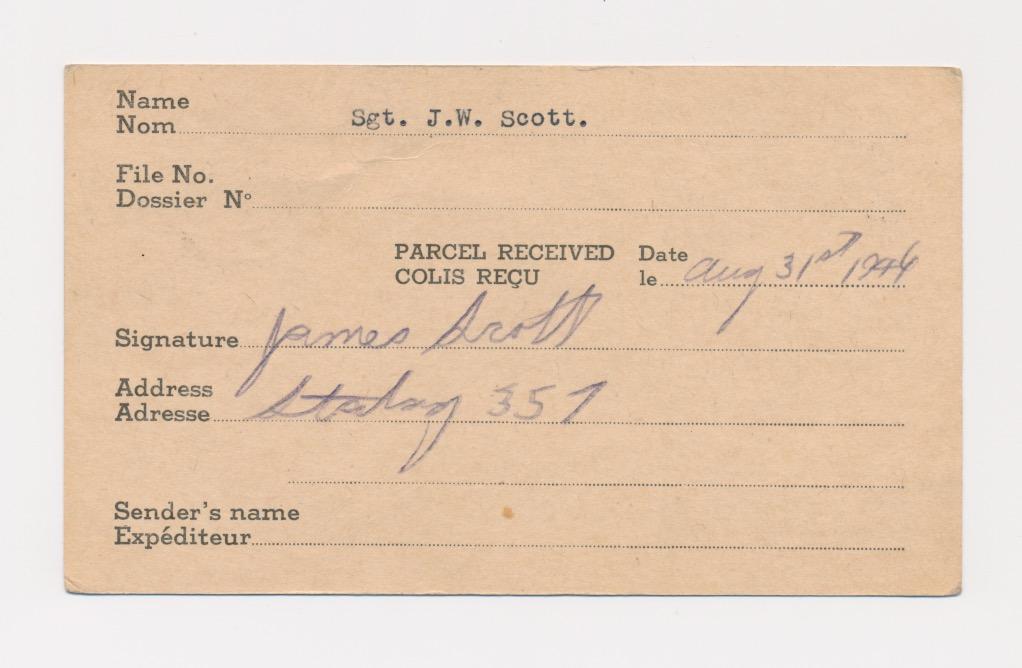 Name
Nom Sgt. J.W. Scott.
File No.
Dossier N°
PARCEL RECEIVED Date
COLIS REÇU le Aug 31st 1944
Signature James Scott
Address
Adresse Stalag 357
Sender's name
Expéditeur